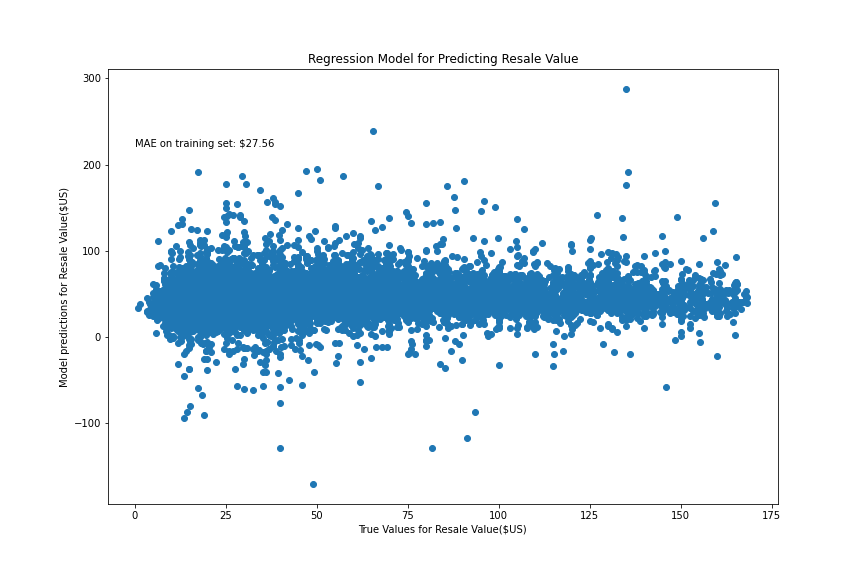 Regression Model for Predicting Resale Value
MAE on training set: $27.56
300
200
100
0
−100
Model predictions for Resale Value($US)
0 25 50 75 100 125 150 175
True Values for Resale Value($US)